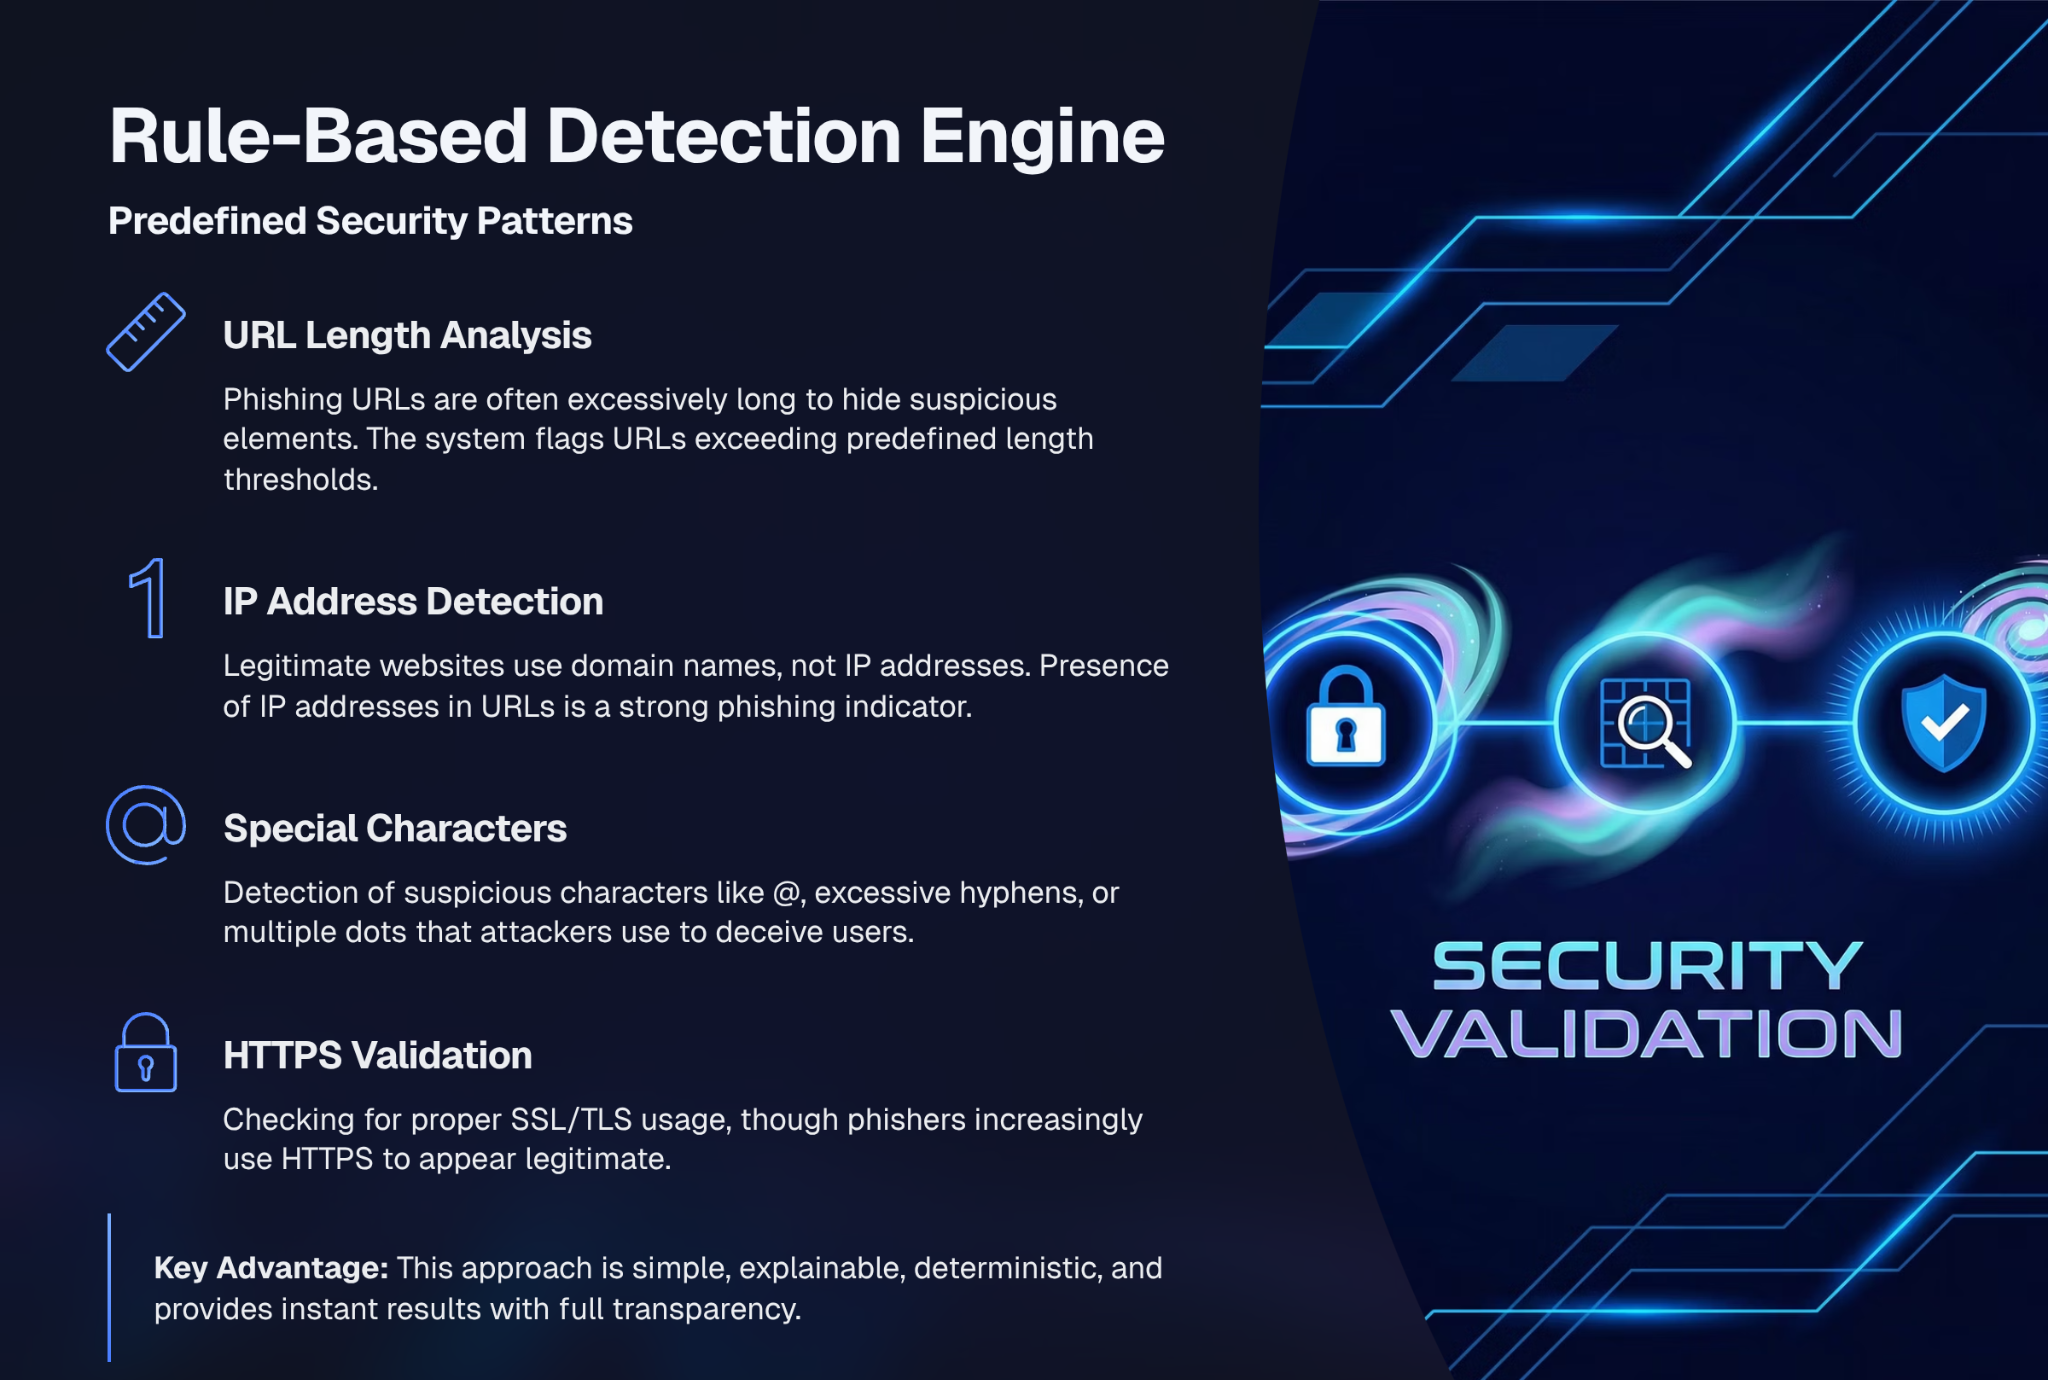 Rule-Based Detection Engine
Predefined Security Patterns
URL Length Analysis
Phishing URLs are often excessively long to hide suspicious
elements. The system flags URLs exceeding predefined length
thresholds.
1
IP Address Detection
Legitimate websites use domain names, not IP addresses. Presence
of IP addresses in URLs is a strong phishing indicator.
@
Special Characters
Detection of suspicious characters like @, excessive hyphens, or
multiple dots that attackers use to deceive users.
HTTPS Validation
Checking for proper SSL/TLS usage, though phishers increasingly
use HTTPS to appear legitimate.
Key Advantage: This approach is simple, explainable, deterministic, and
provides instant results with full transparency.
SECURITY
VALIDATION